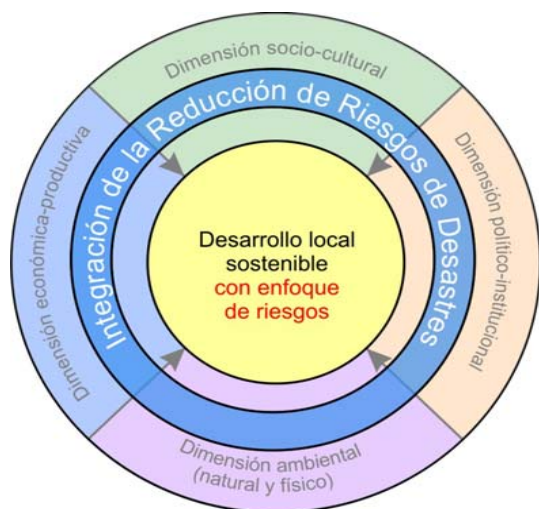 Dimensión socio-cultural
Integración de la Reducción de Riesgos de Desastres
Dimensión económica-productiva
Dimensión político-institucional
Desarrollo local
sostenible
con enfoque
de riesgos
Dimensión ambiental
(natural y físico)